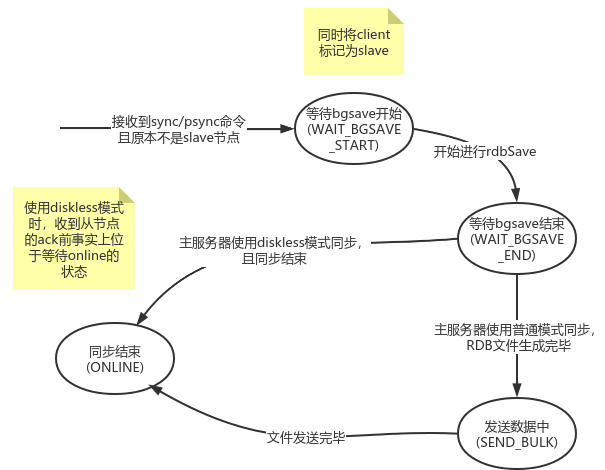 同时将client
标记为slave
接收到sync/psync命令
且原本不是slave节点
等待bgsave开始
(WAIT_BGSAVE
_START)
开始进行rdbSave
使用diskless模式
时，收到从节点
的ack前事实上位
于等待online的
状态
主服务器使用diskless模式同步，
且同步结束
等待bgsave结束
(WAIT_BGSAVE
_END)
主服务器使用普通模式同步，
RDB文件生成完毕
同步结束
(ONLINE)
文件发送完毕
发送数据中
(SEND_BULK)